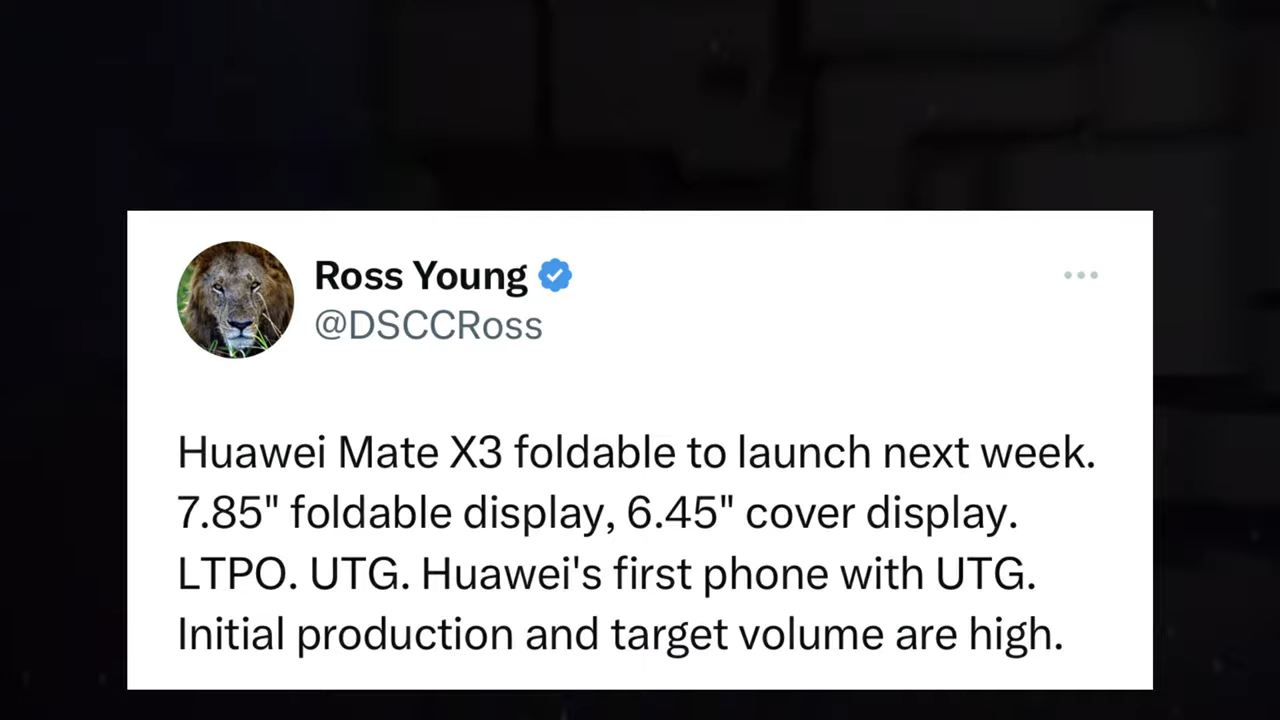 Ross Young
@DSCCRoss
Huawei Mate X3 foldable to launch next week.
7.85" foldable display, 6.45" cover display.
LTPO. UTG. Huawei's first phone with UTG.
Initial production and target volume are high.